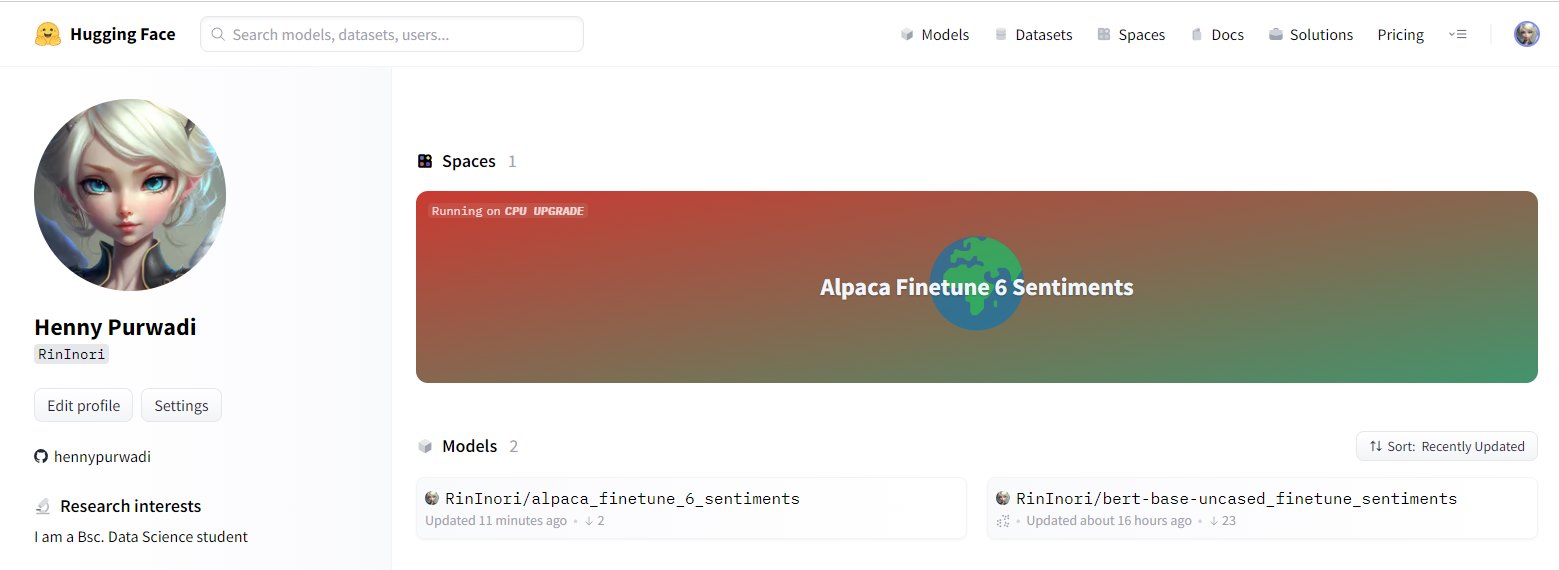 Hugging Face
Search models, datasets, users...
Models
Datasets
Spaces
Docs
Solutions
Pricing
Henny Purwadi
RinInori
Edit profile
Settings
hennypurwadi
Research interests
I am a Bsc. Data Science student
Spaces 1
Running on CPU UPGRADE
Alpaca Finetune 6 Sentiments
Models 2
Sort: Recently Updated
RinInori/alpaca_finetune_6_sentiments
Updated 11 minutes ago • ↓ 2
RinInori/bert-base-uncased_finetune_sentiments
• Updated about 16 hours ago • ↓ 23